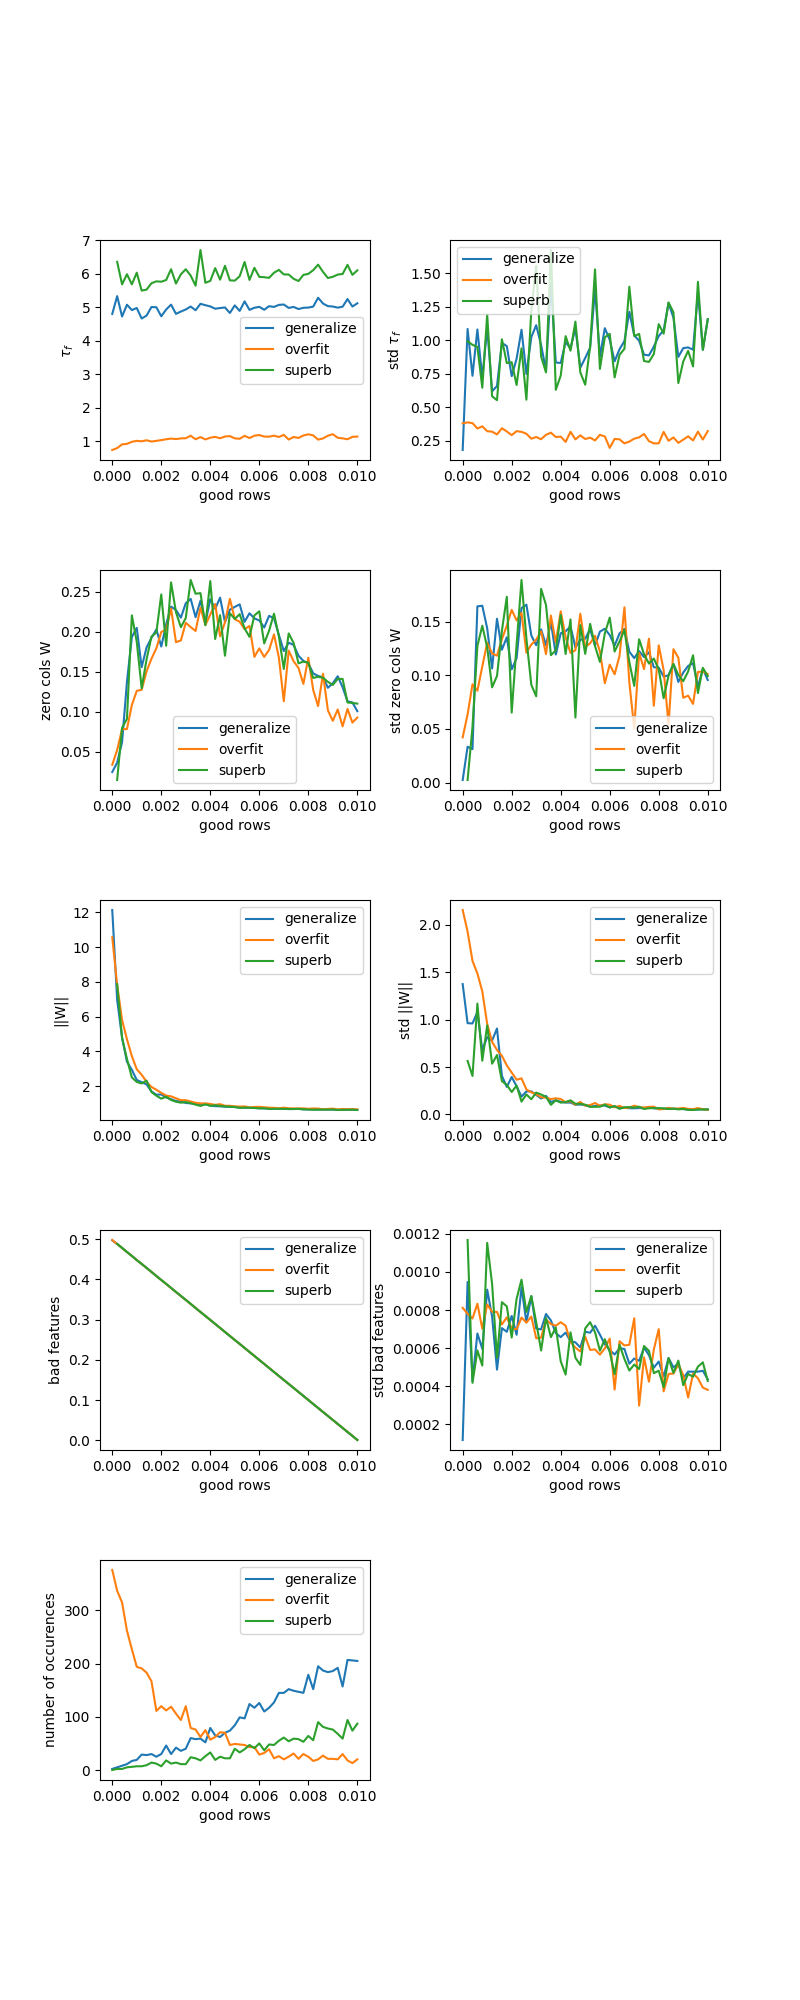 7
6
5
4
3
2
1
τf
generalize
overfit
superb
0.000 0.002 0.004 0.006 0.008 0.010
good rows
1.50
1.25
1.00
0.75
0.50
0.25
std τf
generalize
overfit
superb
0.000 0.002 0.004 0.006 0.008 0.010
good rows
0.25
0.20
0.15
0.10
0.05
zero cols W
generalize
overfit
superb
0.000 0.002 0.004 0.006 0.008 0.010
good rows
0.15
0.10
0.05
0.00
std zero cols W
generalize
overfit
superb
0.000 0.002 0.004 0.006 0.008 0.010
good rows
12
10
8
6
4
2
||W||
generalize
overfit
superb
0.000 0.002 0.004 0.006 0.008 0.010
good rows
2.0
1.5
1.0
0.5
0.0
std ||W||
generalize
overfit
superb
0.000 0.002 0.004 0.006 0.008 0.010
good rows
0.5
0.4
0.3
0.2
0.1
0.0
bad features
generalize
overfit
superb
0.000 0.002 0.004 0.006 0.008 0.010
good rows
0.0012
0.0010
0.0008
0.0006
0.0004
0.0002
std bad features
generalize
overfit
superb
0.000 0.002 0.004 0.006 0.008 0.010
good rows
300
200
100
0
number of occurences
generalize
overfit
superb
0.000 0.002 0.004 0.006 0.008 0.010
good rows